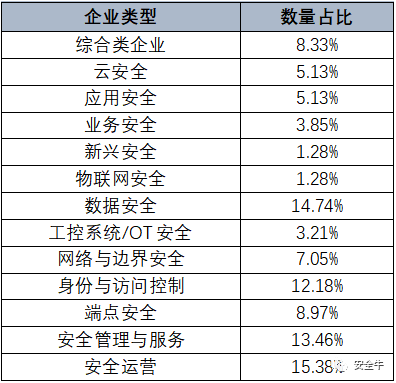 企业类型 数量占比
综合类企业 8.33%
云安全 5.13%
应用安全 5.13%
业务安全 3.85%
新兴安全 1.28%
物联网安全 1.28%
数据安全 14.74%
工控系统/OT 安全 3.21%
网络与边界安全 7.05%
身份与访问控制 12.18%
端点安全 8.97%
安全管理与服务 13.46%
安全运营 15.38%
安全牛